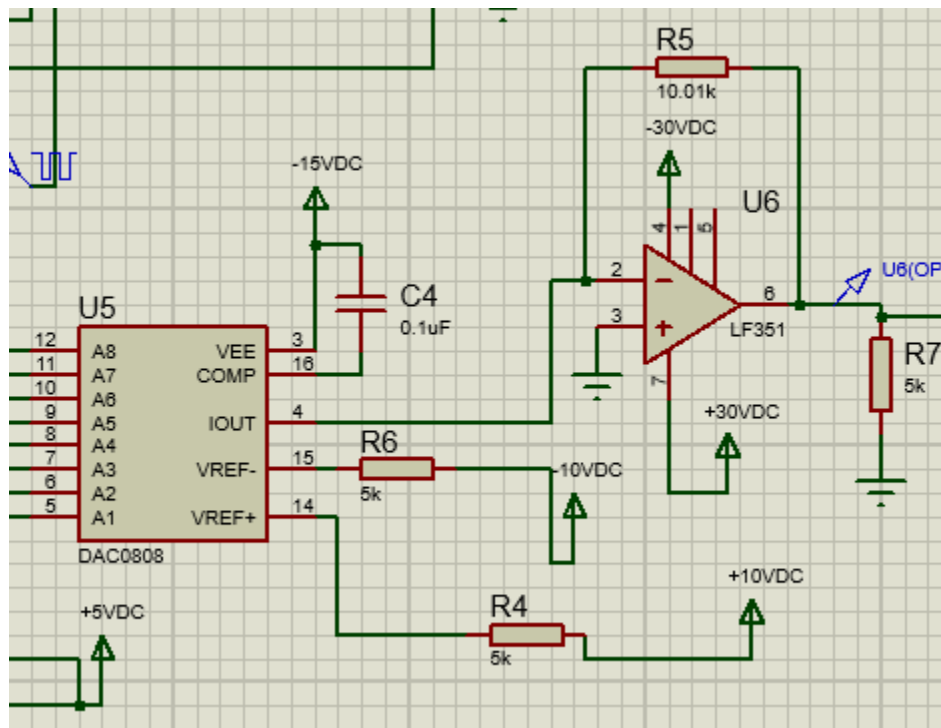 R5
10.01k
-30VDC
-15VDC
U6
4
1
5
2
6
U6(OP
U5
C4
0.1uF
3
LF351
12
A8
VEE
3
R7
11
A7
COMP
16
7
5k
10
A6
+30VDC
9
A5
IOUT
4
8
A4
R6
7
A3
VREF-
15
-10VDC
6
A2
5k
5
A1
VREF+
14
DAC0808
+10VDC
R4
+5VDC
5k